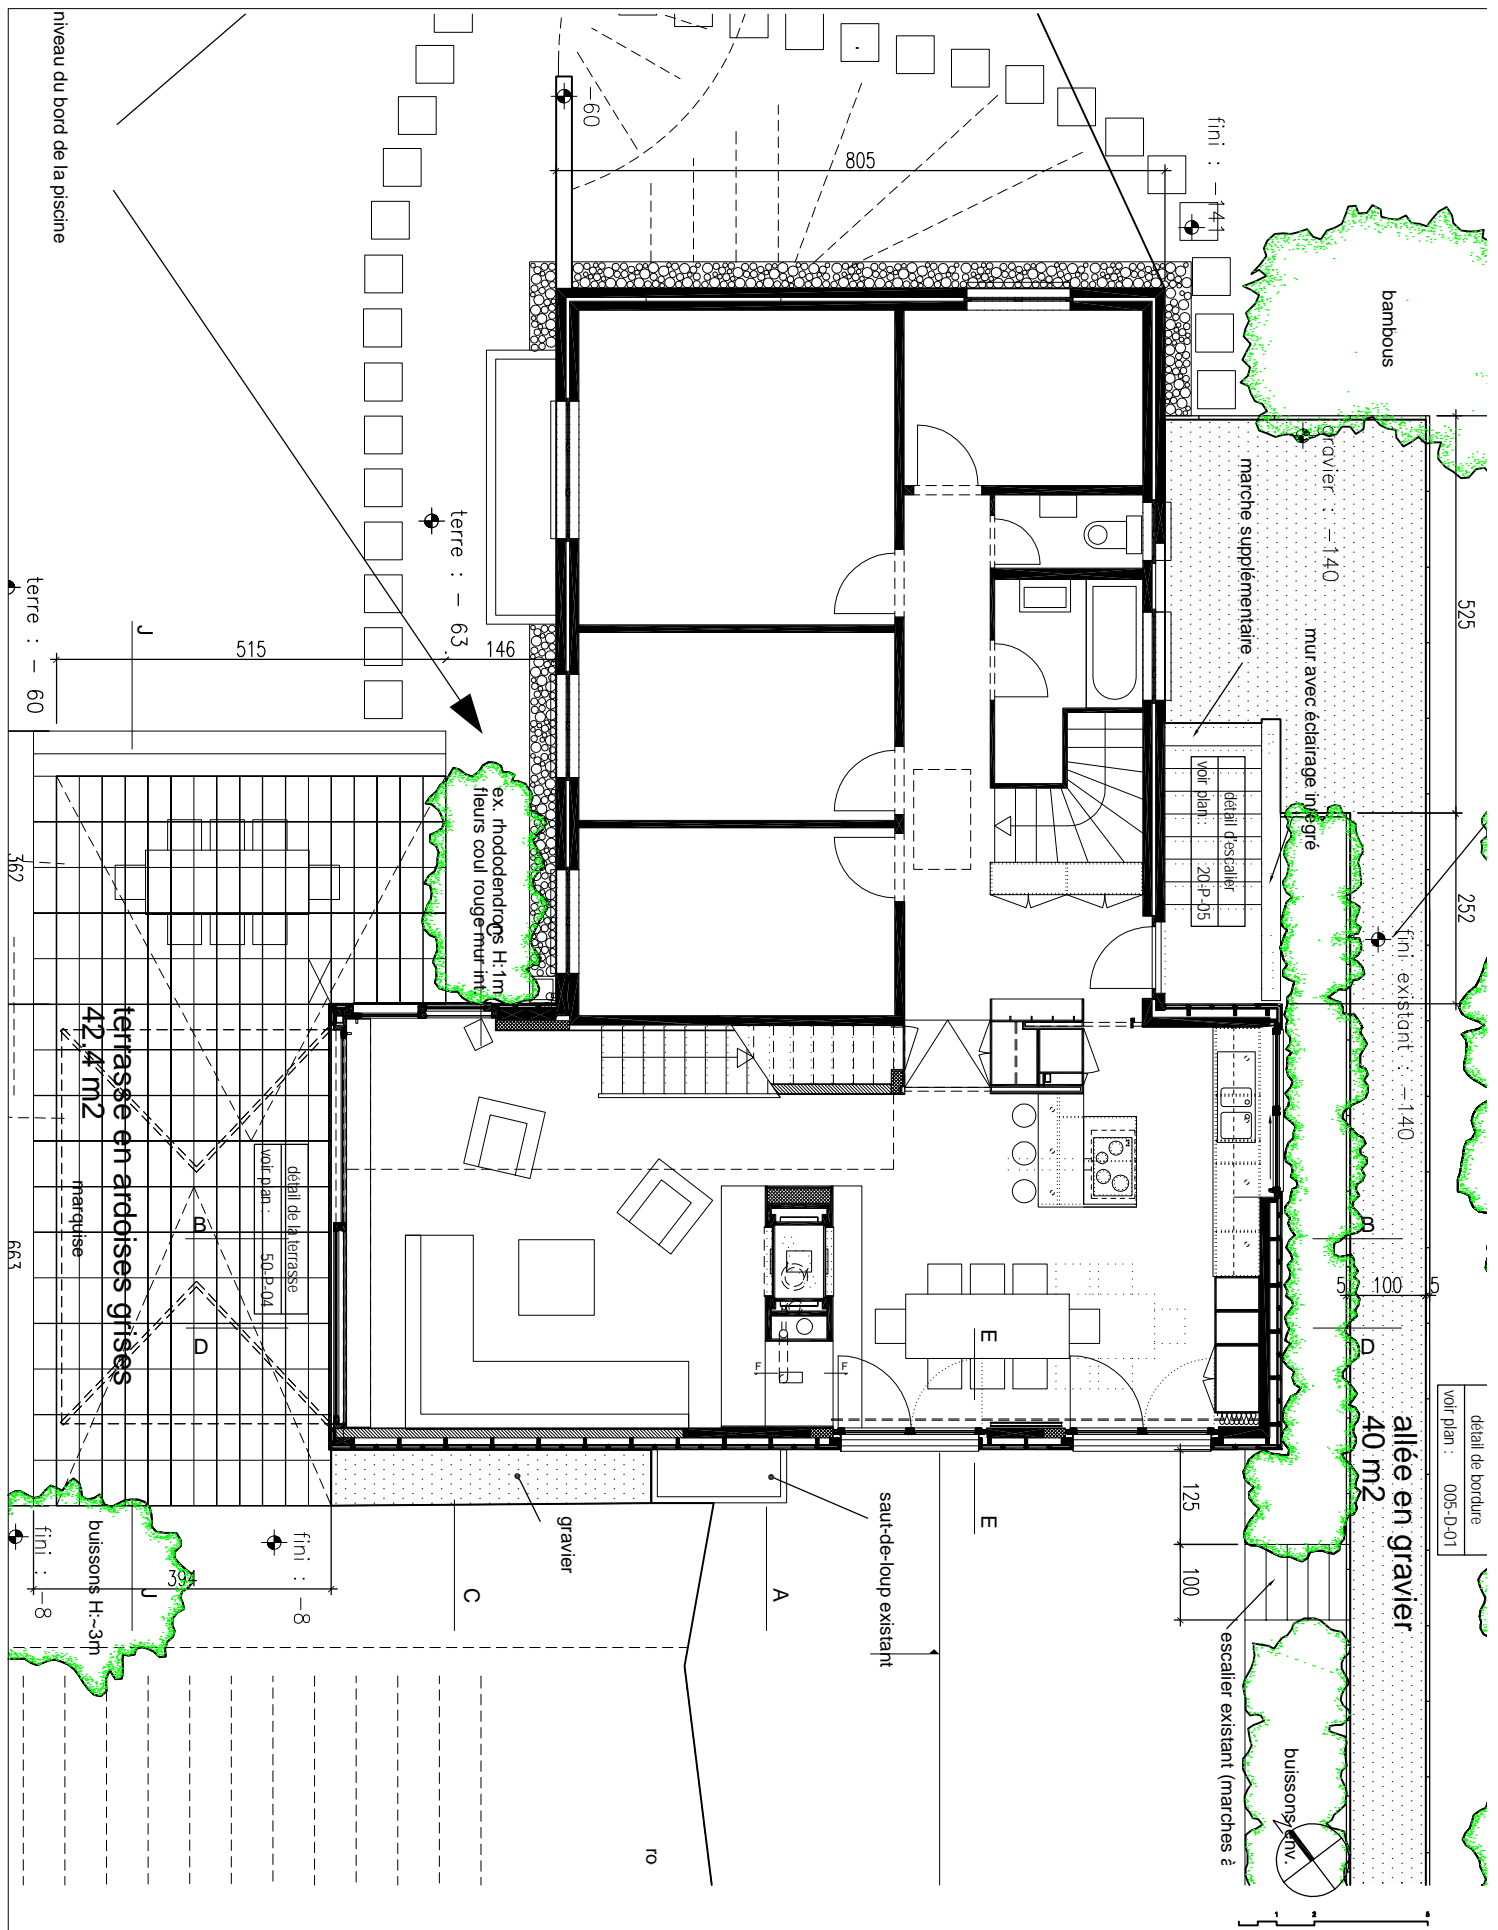 niveau du bord de la piscine
-60
805
fini : -141
bambous
gravier : -140
marche supplémentaire
525
mur avec éclairage intégré
terre : - 63
terre : - 60
J
515
146
détail d'escalier
voir plan : 20-P-05
252
ex. rhododendrons H:1m
fleurs coul rouge mur int
C
fini existant : -140
362
terrasse en ardoises grises
42.4 m2
marquise
détail de la terrasse
voir plan : 50-P-04
663
B
D
B
D
5
100
5
E
E
F
F
détail de bordure
voir plan : 005-D-01
allée en gravier
40 m2
125
100
gravier
saut-de-loup existant
A
C
J
fini : -8
fini : -8
394
buissons H:~3m
escalier existant (marches à
buissons env.
ro
1
2